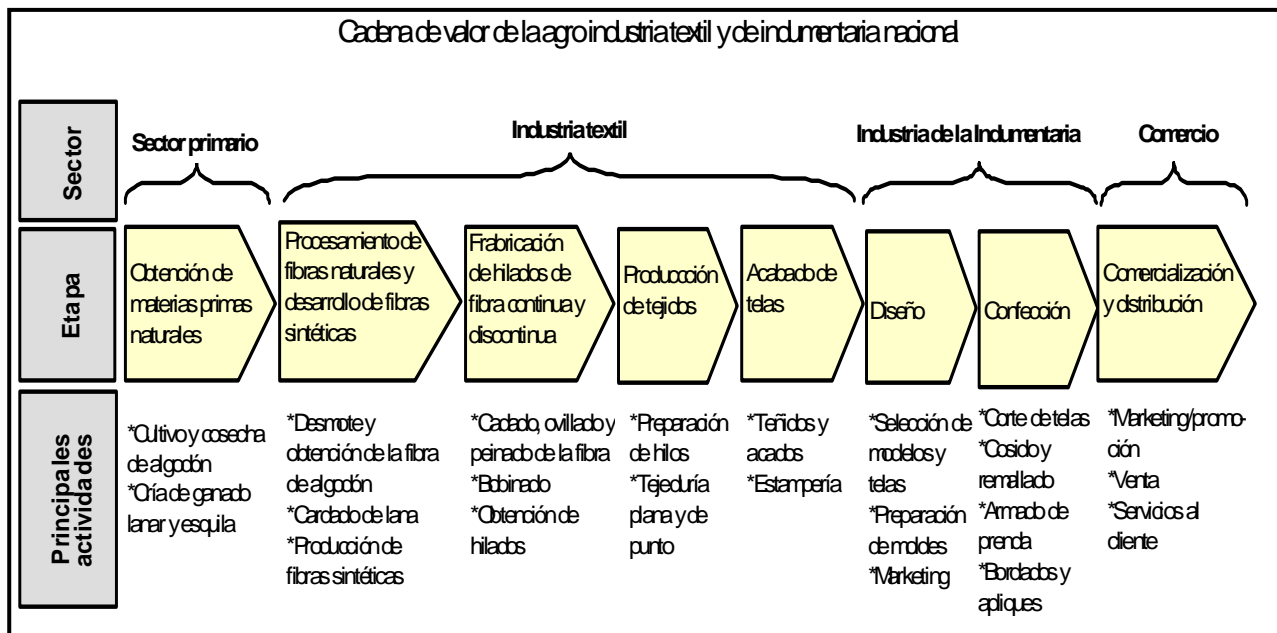 Cadena de valor de la agroindustria textil y de indumentaria nacional
Sector
Sector primario
Industria textil
Industria de la Indumentaria
Comercio
Etapa
Obtención de
materias primas
naturales
Procesamiento de
fibras naturales y
desarrollo de fibras
sintéticas
Frabricación
de hilados de
fibra continua y
discontinua
Producción
de tejidos
Acabado de
telas
Diseño
Confección
Comercialización
y distribución
Principales
actividades
*Cultivo y cosecha
de algodón
*Cría de ganado
lanar y esquila
*Desmote y
obtención de la fibra
de algodón
*Cardado de lana
*Producción de
fibras sintéticas
*Cadado, ovillado y
peinado de la fibra
*Bobinado
*Obtención de
hilados
*Preparación
de hilos
*Tejeduría
plana y de
punto
*Teñidos y
acados
*Estampería
*Selección de
modelos y
telas
*Preparación
de moldes
*Marketing
*Corte de telas
*Cosido y
remallado
*Armado de
prenda
*Bordados y
apliques
*Marketing/promo-
ción
*Venta
*Servicios al
cliente